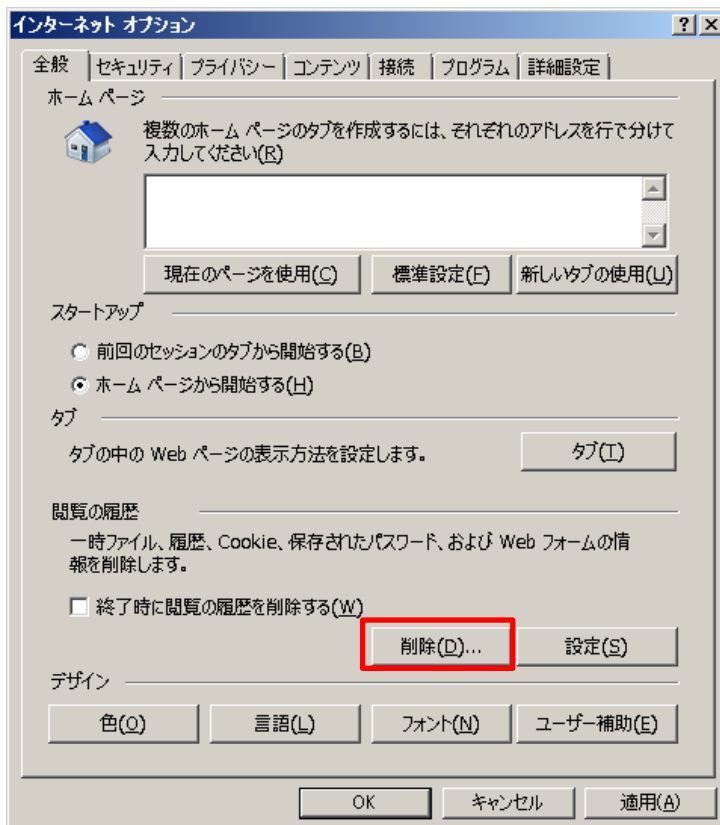 インターネット オプション
全般 セキュリティ プライバシー コンテンツ 接続 プログラム 詳細設定
ホーム ページ
複数のホーム ページのタブを作成するには、それぞれのアドレスを行で分けて
入力してください(R)
現在のページを使用(C) 標準設定(F) 新しいタブの使用(U)
スタートアップ
前回のセッションのタブから開始する(B)
ホーム ページから開始する(H)
タブ
タブの中の Web ページの表示方法を設定します。 タブ(T)
閲覧の履歴
一時ファイル、履歴、Cookie、保存されたパスワード、および Web フォームの情
報を削除します。
終了時に閲覧の履歴を削除する(W)
削除(D)... 設定(S)
デザイン
色(O) 言語(L) フォント(N) ユーザー補助(E)
OK キャンセル 適用(A)